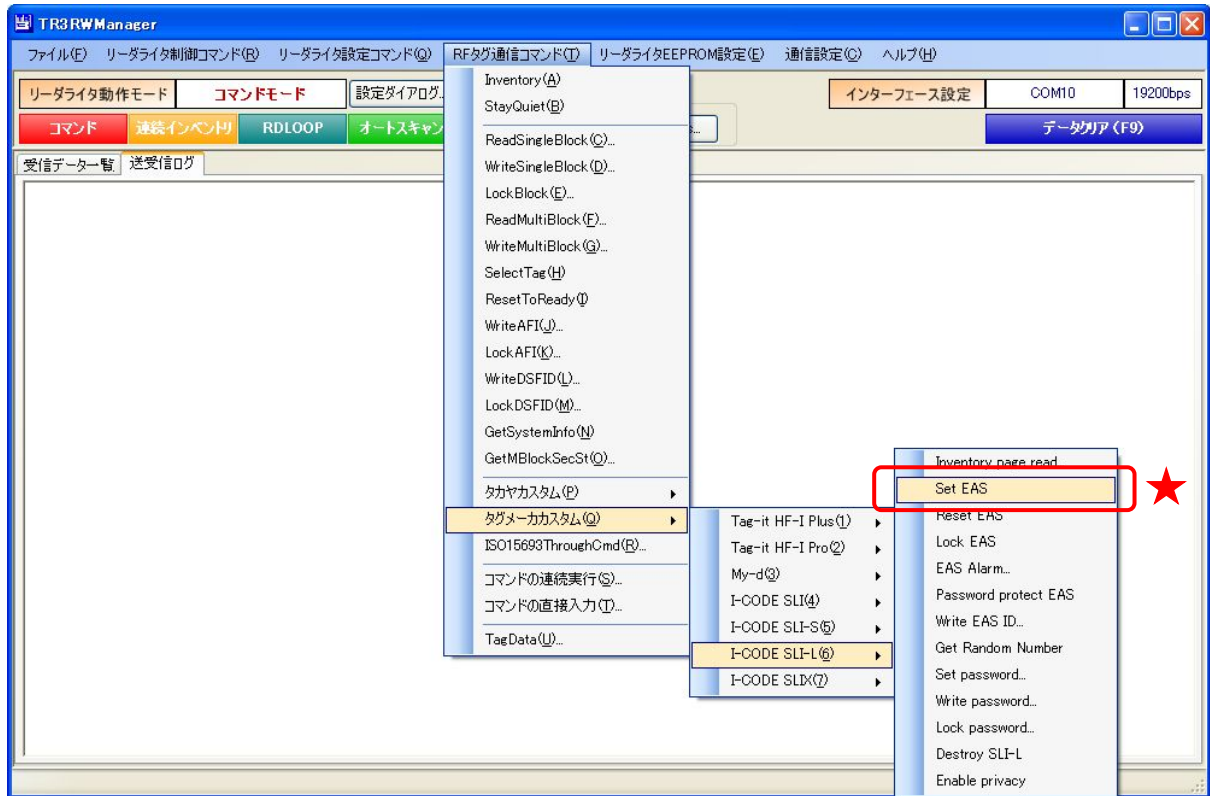 TR3RWManager
ファイル(F) リーダライタ制御コマンド(R) リーダライタ設定コマンド(Q) RFタグ通信コマンド(T) リーダライタEEPROM設定(E) 通信設定(C) ヘルプ(H)
リーダライタ動作モード コマンドモード 設定ダイアログ... インターフェース設定 COM10 19200bps
コマンド 連続インベントリ RDLOOP オートスキャン データクリア(F9)
受信データ一覧 送受信ログ
Inventory(A)
StayQuiet(B)
ReadSingleBlock(C)...
WriteSingleBlock(D)...
LockBlock(E)...
ReadMultiBlock(F)...
WriteMultiBlock(G)...
SelectTag(H)
ResetToReady(I)
WriteAFI(J)...
LockAFI(K)...
WriteDSFID(L)...
LockDSFID(M)...
GetSystemInfo(N)
GetMBlockSecSt(O)...
タカヤカスタム(P)
タグメーカカスタム(Q)
ISO15693ThroughCmd(R)...
コマンドの連続実行(S)...
コマンドの直接入力(T)...
TagData(U)...
Tag-it HF-I Plus(1)
Tag-it HF-I Pro(2)
My-d(3)
I-CODE SLI(4)
I-CODE SLI-S(5)
I-CODE SLI-L(6)
I-CODE SLIX(7)
Inventory page read
Set EAS
Reset EAS
Lock EAS
EAS Alarm...
Password protect EAS
Write EAS ID...
Get Random Number
Set password...
Write password...
Lock password...
Destroy SLI-L
Enable privacy